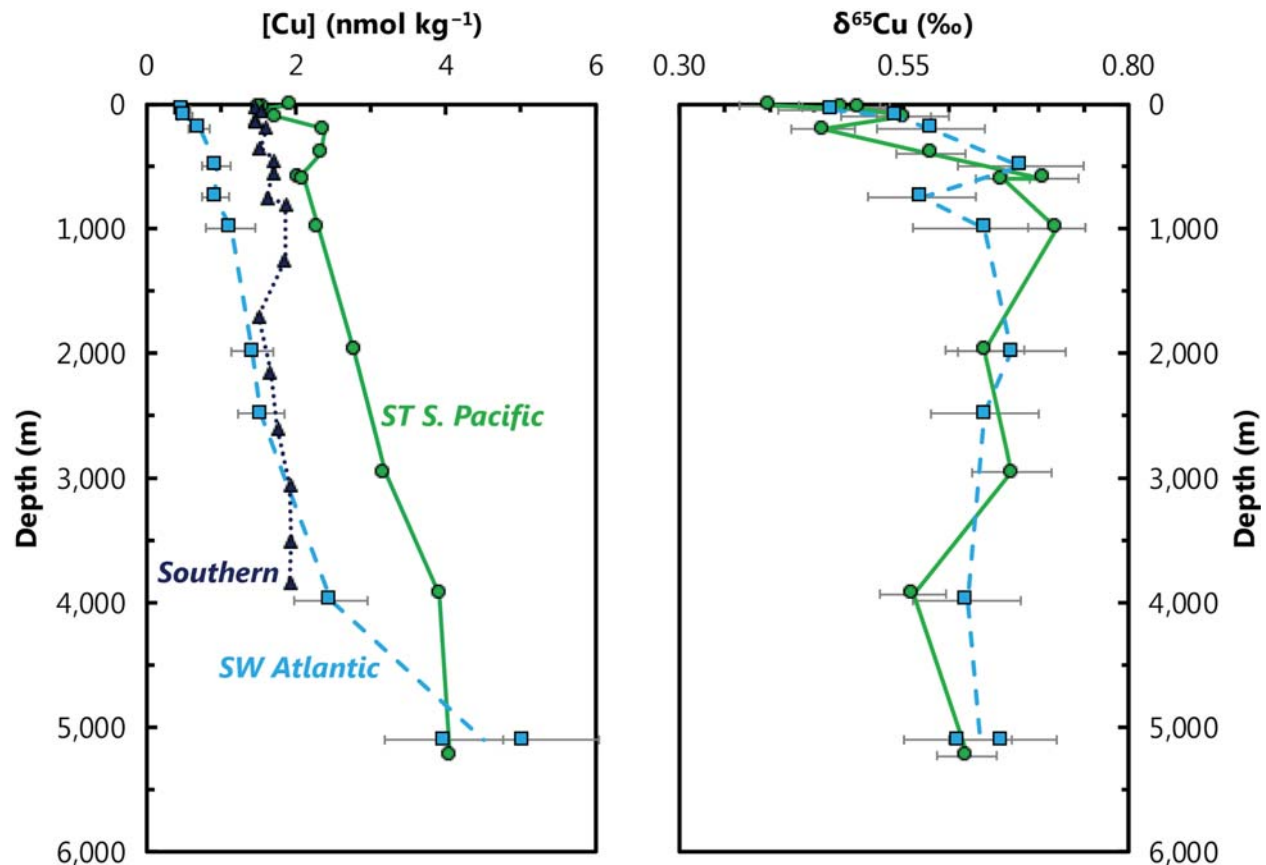 [Cu] (nmol kg⁻¹)
δ⁶⁵Cu (‰)
0 2 4 6
0.30 0.55 0.80
0
1,000
2,000
3,000
4,000
5,000
6,000
Depth (m)
ST S. Pacific
Southern
SW Atlantic
0
1,000
2,000
3,000
4,000
5,000
6,000
Depth (m)